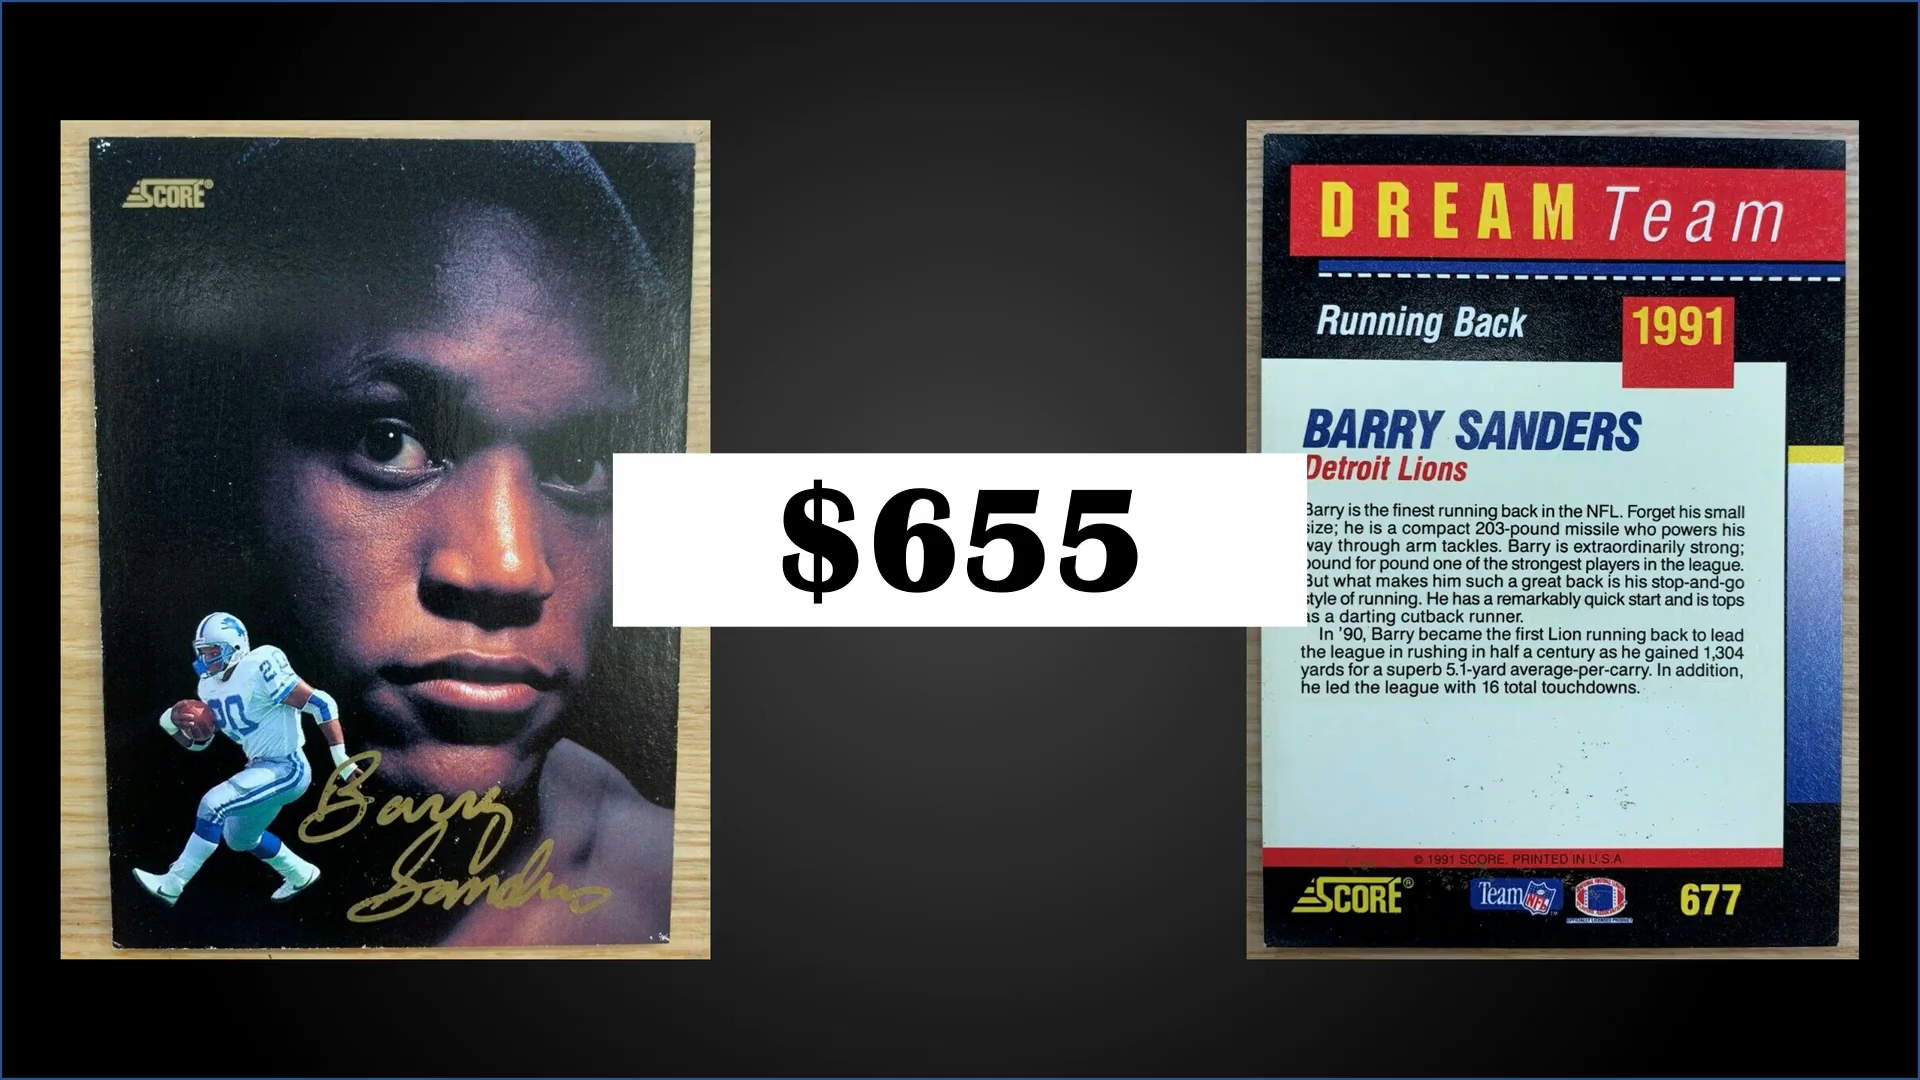 SCORE®
20
Barry
Sanders
$655
DREAM Team
Running Back
1991
BARRY SANDERS
Detroit Lions
Barry is the finest running back in the NFL. Forget his small
size; he is a compact 203-pound missile who powers his
way through arm tackles. Barry is extraordinarily strong;
pound for pound one of the strongest players in the league.
But what makes him such a great back is his stop-and-go
style of running. He has a remarkably quick start and is tops
as a darting cutback runner.
In '90, Barry became the first Lion running back to lead
the league in rushing in half a century as he gained 1,304
yards for a superb 5.1-yard average-per-carry. In addition,
he led the league with 16 total touchdowns.
© 1991 SCORE, PRINTED IN U.S.A.
SCORE®
Team NFL™
677